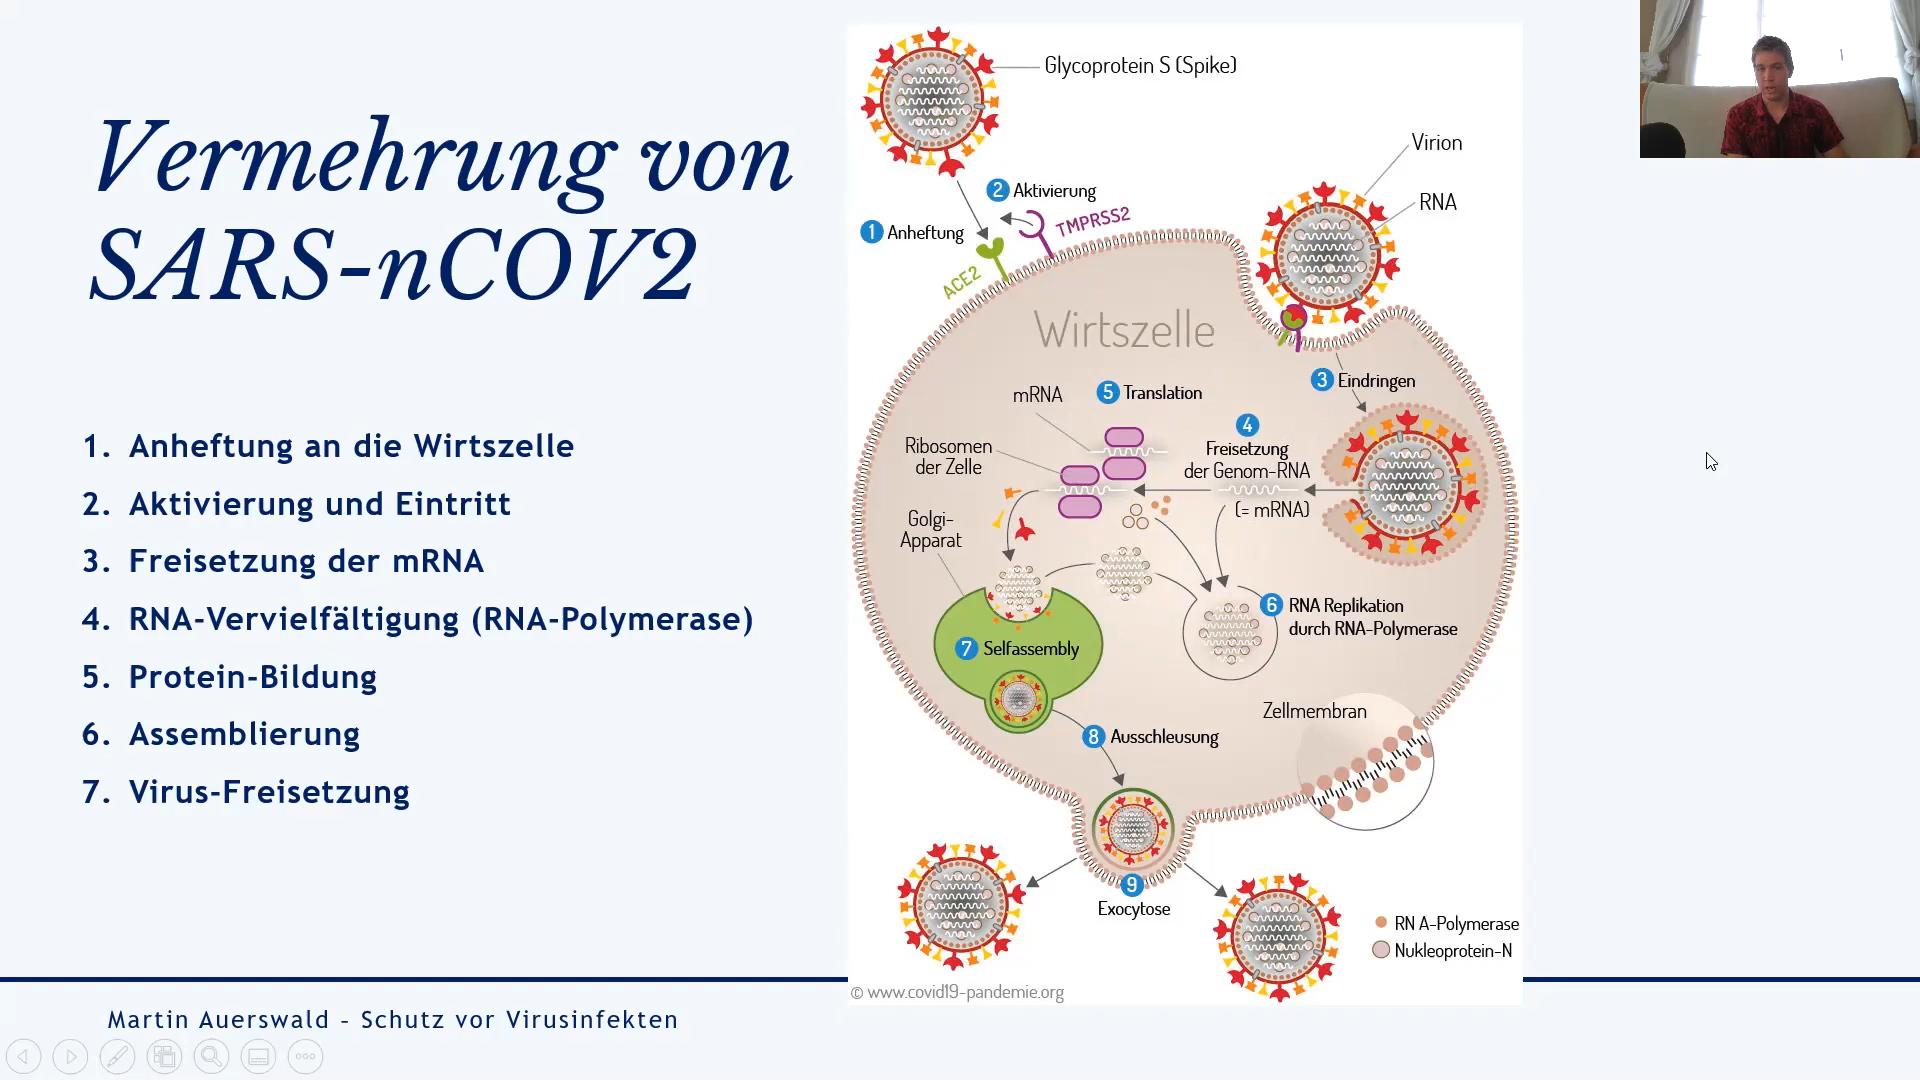 Vermehrung von
SARS-nCOV2
1. Anheftung an die Wirtszelle
2. Aktivierung und Eintritt
3. Freisetzung der mRNA
4. RNA-Vervielfältigung (RNA-Polymerase)
5. Protein-Bildung
6. Assemblierung
7. Virus-Freisetzung
Glycoprotein S (Spike)
Virion
RNA
2 Aktivierung
1 Anheftung
TMPRSS2
ACE2
Wirtszelle
3 Eindringen
mRNA
5 Translation
4
Freisetzung
der Genom-RNA
(= mRNA)
Ribosomen
der Zelle
Golgi-
Apparat
6 RNA Replikation
durch RNA-Polymerase
7 Selfassembly
Zellmembran
8 Ausschleusung
9
Exocytose
RN A-Polymerase
Nukleoprotein-N
© www.covid19-pandemie.org
Martin Auerswald – Schutz vor Virusinfekten